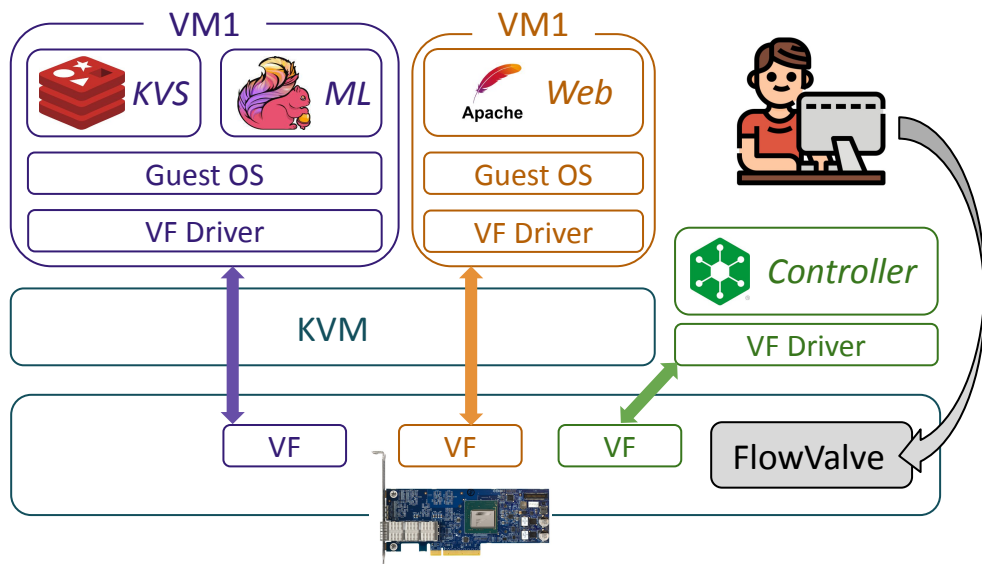 VM1
VM1
KVS
ML
APACHE
Web
Guest OS
Guest OS
VF Driver
VF Driver
Controller
KVM
VF Driver
VF
VF
VF
FlowValve